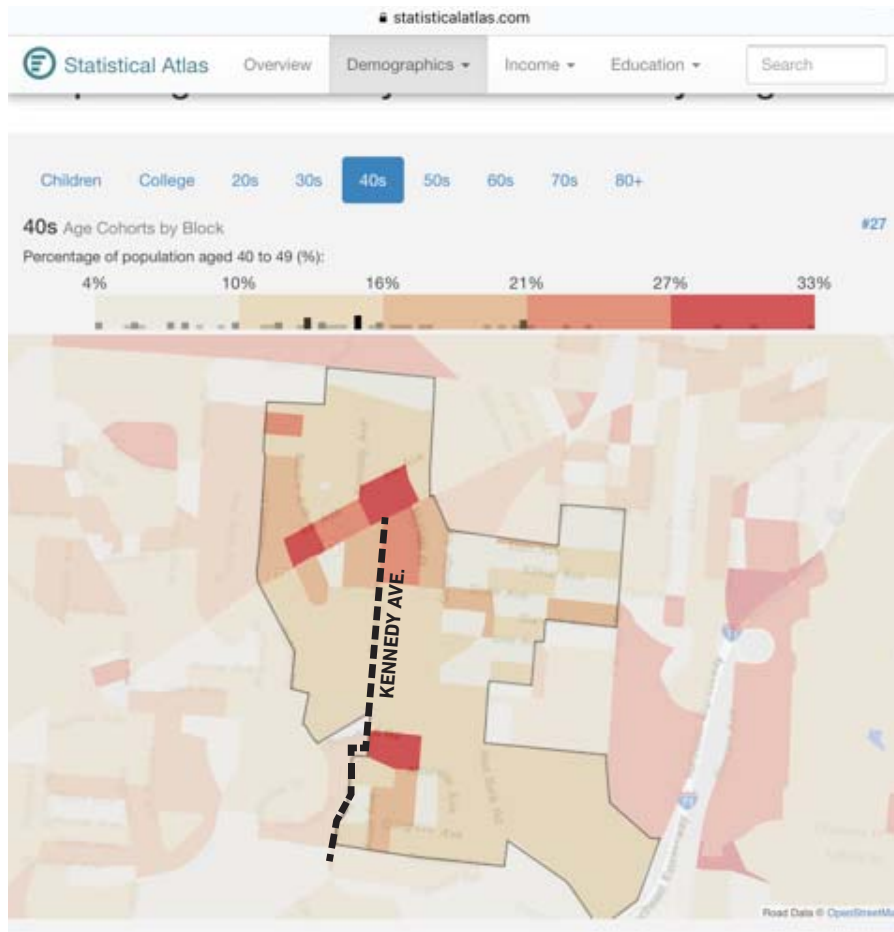 statisticalatlas.com
Statistical Atlas Overview Demographics Income Education Search
Children College 20s 30s 40s 50s 60s 70s 80+
40s Age Cohorts by Block #27
Percentage of population aged 40 to 49 (%):
4% 10% 16% 21% 27% 33%
KENNEDY AVE.
71
71
Road Data © OpenStreetMa